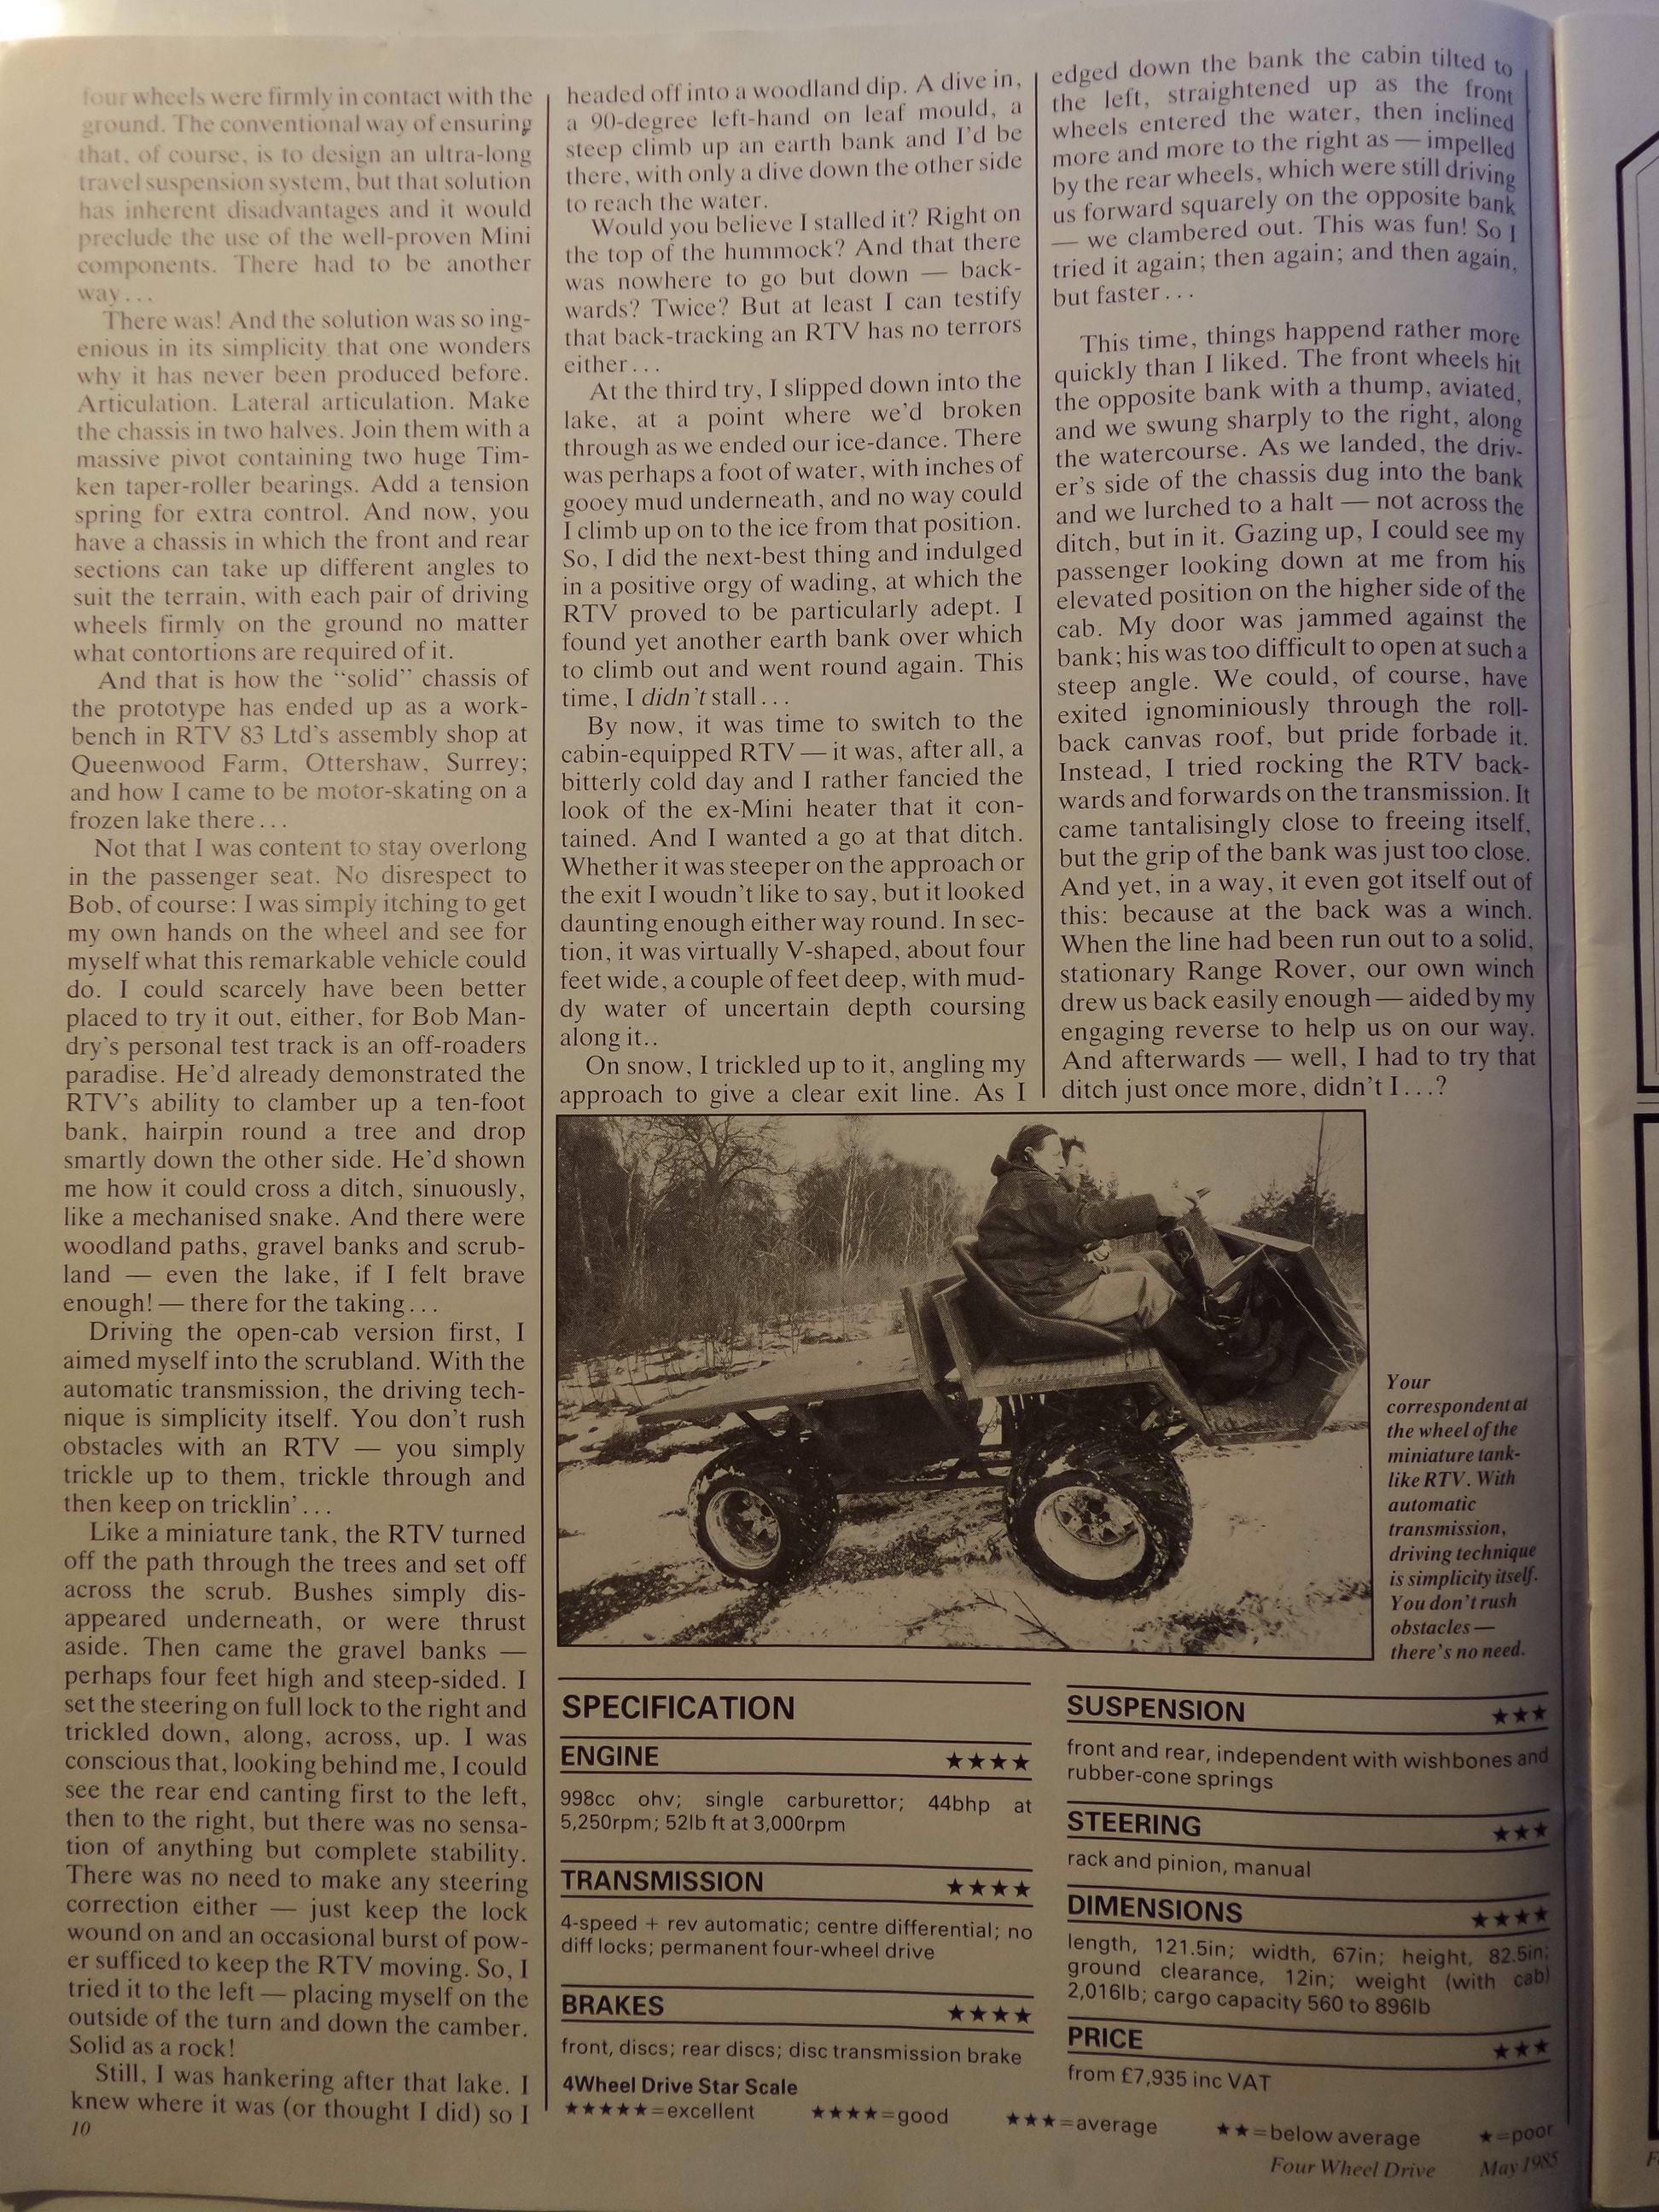 four wheels were firmly in contact with the
ground. The conventional way of ensuring
that, of course, is to design an ultra-long
travel suspension system, but that solution
has inherent disadvantages and it would
preclude the use of the well-proven Mini
components. There had to be another
way...
There was! And the solution was so ing-
enious in its simplicity that one wonders
why it has never been produced before.
Articulation. Lateral articulation. Make
the chassis in two halves. Join them with a
massive pivot containing two huge Tim-
ken taper-roller bearings. Add a tension
spring for extra control. And now, you
have a chassis in which the front and rear
sections can take up different angles to
suit the terrain, with each pair of driving
wheels firmly on the ground no matter
what contortions are required of it.
And that is how the “solid” chassis of
the prototype has ended up as a work-
bench in RTV 83 Ltd's assembly shop at
Queenwood Farm, Ottershaw, Surrey;
and how I came to be motor-skating on a
frozen lake there...
Not that I was content to stay overlong
in the passenger seat. No disrespect to
Bob, of course: I was simply itching to get
my own hands on the wheel and see for
myself what this remarkable vehicle could
do. I could scarcely have been better
placed to try it out, either, for Bob Man-
dry's personal test track is an off-roaders
paradise. He'd already demonstrated the
RTV's ability to clamber up a ten-foot
bank, hairpin round a tree and drop
smartly down the other side. He'd shown
me how it could cross a ditch, sinuously,
like a mechanised snake. And there were
woodland paths, gravel banks and scrub-
land — even the lake, if I felt brave
enough! — there for the taking...
Driving the open-cab version first, I
aimed myself into the scrubland. With the
automatic transmission, the driving tech-
nique is simplicity itself. You don't rush
obstacles with an RTV — you simply
trickle up to them, trickle through and
then keep on tricklin'...
Like a miniature tank, the RTV turned
off the path through the trees and set off
across the scrub. Bushes simply dis-
appeared underneath, or were thrust
aside. Then came the gravel banks —
perhaps four feet high and steep-sided. I
set the steering on full lock to the right and
trickled down, along, across, up. I was
conscious that, looking behind me, I could
see the rear end canting first to the left,
then to the right, but there was no sensa-
tion of anything but complete stability.
There was no need to make any steering
correction either — just keep the lock
wound on and an occasional burst of pow-
er sufficed to keep the RTV moving. So, I
tried it to the left — placing myself on the
outside of the turn and down the camber.
Solid as a rock!
Still, I was hankering after that lake. I
knew where it was (or thought I did) so I
10
headed off into a woodland dip. A dive in,
a 90-degree left-hand on leaf mould, a
steep climb up an earth bank and I'd be
there, with only a dive down the other side
to reach the water.
Would you believe I stalled it? Right on
the top of the hummock? And that there
was nowhere to go but down — back-
wards? Twice? But at least I can testify
that back-tracking an RTV has no terrors
either...
At the third try, I slipped down into the
lake, at a point where we'd broken
through as we ended our ice-dance. There
was perhaps a foot of water, with inches of
gooey mud underneath, and no way could
I climb up on to the ice from that position.
So, I did the next-best thing and indulged
in a positive orgy of wading, at which the
RTV proved to be particularly adept. I
found yet another earth bank over which
to climb out and went round again. This
time, I didn't stall...
By now, it was time to switch to the
cabin-equipped RTV — it was, after all, a
bitterly cold day and I rather fancied the
look of the ex-Mini heater that it con-
tained. And I wanted a go at that ditch.
Whether it was steeper on the approach or
the exit I woudn't like to say, but it looked
daunting enough either way round. In sec-
tion, it was virtually V-shaped, about four
feet wide, a couple of feet deep, with mud-
dy water of uncertain depth coursing
along it..
On snow, I trickled up to it, angling my
approach to give a clear exit line. As I
edged down the bank the cabin tilted to
the left, straightened up as the front
wheels entered the water, then inclined
more and more to the right as — impelled
by the rear wheels, which were still driving
us forward squarely on the opposite bank
— we clambered out. This was fun! So I
tried it again; then again; and then again,
but faster...
This time, things happend rather more
quickly than I liked. The front wheels hit
the opposite bank with a thump, aviated,
and we swung sharply to the right, along
the watercourse. As we landed, the driv-
er's side of the chassis dug into the bank
and we lurched to a halt — not across the
ditch, but in it. Gazing up, I could see my
passenger looking down at me from his
elevated position on the higher side of the
cab. My door was jammed against the
bank; his was too difficult to open at such a
steep angle. We could, of course, have
exited ignominiously through the roll-
back canvas roof, but pride forbade it.
Instead, I tried rocking the RTV back-
wards and forwards on the transmission. It
came tantalisingly close to freeing itself,
but the grip of the bank was just too close.
And yet, in a way, it even got itself out of
this: because at the back was a winch.
When the line had been run out to a solid,
stationary Range Rover, our own winch
drew us back easily enough — aided by my
engaging reverse to help us on our way.
And afterwards — well, I had to try that
ditch just once more, didn't I...?
Your
correspondent at
the wheel of the
miniature tank-
like RTV. With
automatic
transmission,
driving technique
is simplicity itself.
You don't rush
obstacles —
there's no need.
SPECIFICATION
ENGINE ★★★★
998cc ohv; single carburettor; 44bhp at
5,250rpm; 52lb ft at 3,000rpm
TRANSMISSION ★★★★
4-speed + rev automatic; centre differential; no
diff locks; permanent four-wheel drive
BRAKES ★★★★
front, discs; rear discs; disc transmission brake
SUSPENSION ★★★
front and rear, independent with wishbones and
rubber-cone springs
STEERING ★★★
rack and pinion, manual
DIMENSIONS ★★★★
length, 121.5in; width, 67in; height, 82.5in;
ground clearance, 12in; weight (with cab)
2,016lb; cargo capacity 560 to 896lb
PRICE ★★★
from £7,935 inc VAT
4Wheel Drive Star Scale
★★★★★=excellent ★★★★=good ★★★=average ★★=below average ★=poor
Four Wheel Drive May 1985